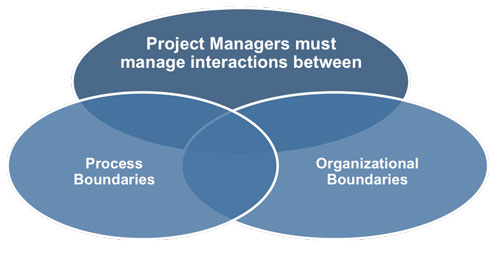 Project Managers must
manage interactions between
Process
Boundaries
Organizational
Boundaries